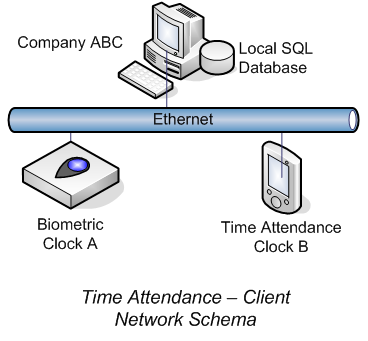 Company ABC
Local SQL
Database
Ethernet
Biometric
Clock A
Time Attendance
Clock B
Time Attendance – Client
Network Schema